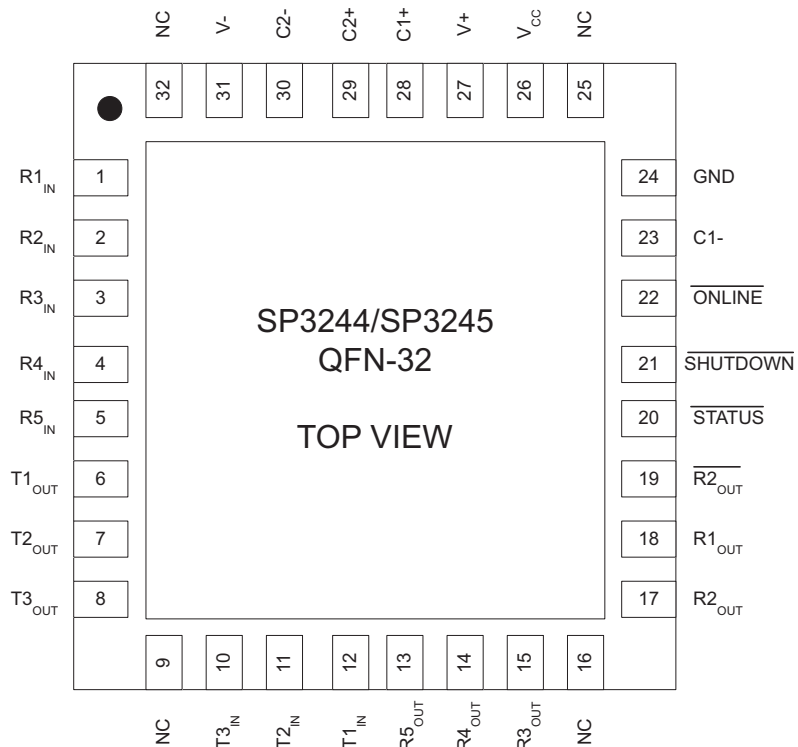 NC V- C2- C2+ C1+ V+ VCC NC
32 31 30 29 28 27 26 25
R1IN 1 24 GND
R2IN 2 23 C1-
R3IN 3 22 ONLINE
SP3244/SP3245
QFN-32
R4IN 4 21 SHUTDOWN
TOP VIEW
R5IN 5 20 STATUS
T1OUT 6 19 R2OUT
T2OUT 7 18 R1OUT
T3OUT 8 17 R2OUT
9 10 11 12 13 14 15 16
NC T3IN T2IN T1IN R5OUT R4OUT R3OUT NC